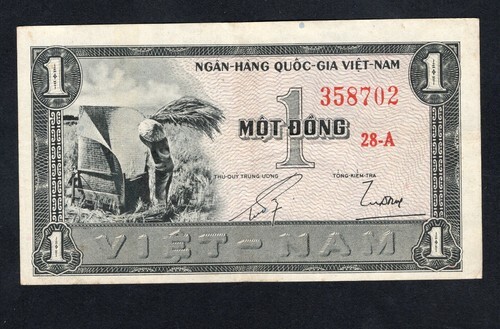 1 NGÂN-HÀNG QUỐC-GIA VIỆT-NAM 1
358702
1
MỘT ĐỒNG 28-A
THỦ-QUỸ TRUNG-ƯƠNG TỔNG KIỂM-TRA
1 VIỆT-NAM 1